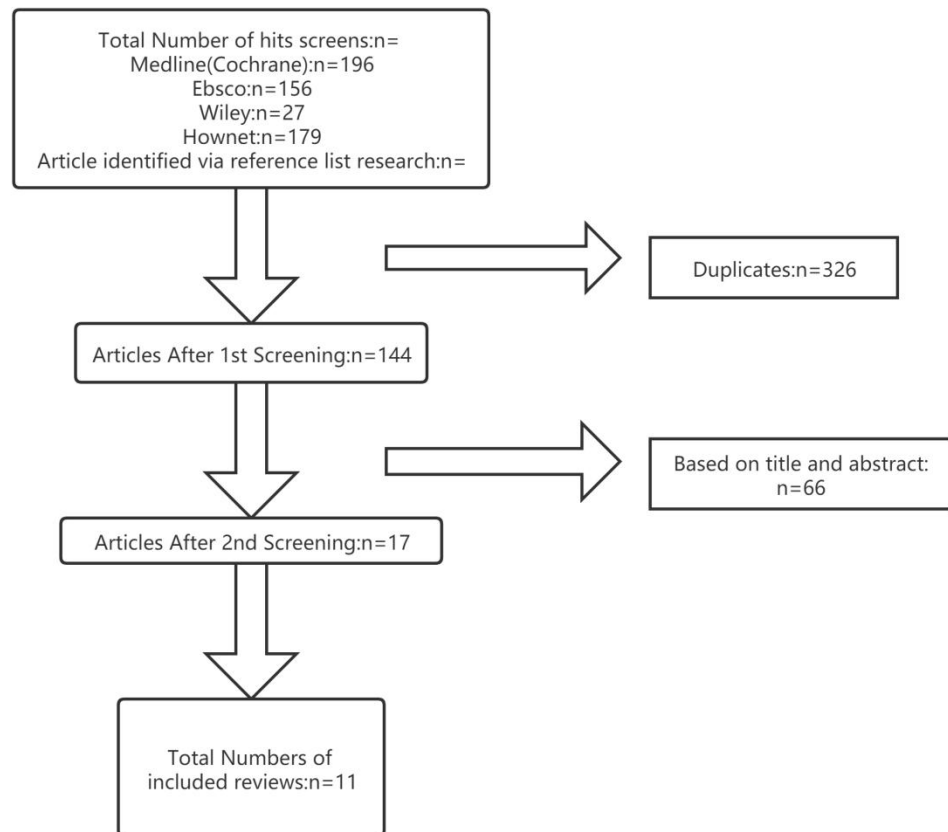 Total Number of hits screens:n=
Medline(Cochrane):n=196
Ebsco:n=156
Wiley:n=27
Hownet:n=179
Article identified via reference list research:n=
Duplicates:n=326
Articles After 1st Screening:n=144
Based on title and abstract:
n=66
Articles After 2nd Screening:n=17
Total Numbers of
included reviews:n=11